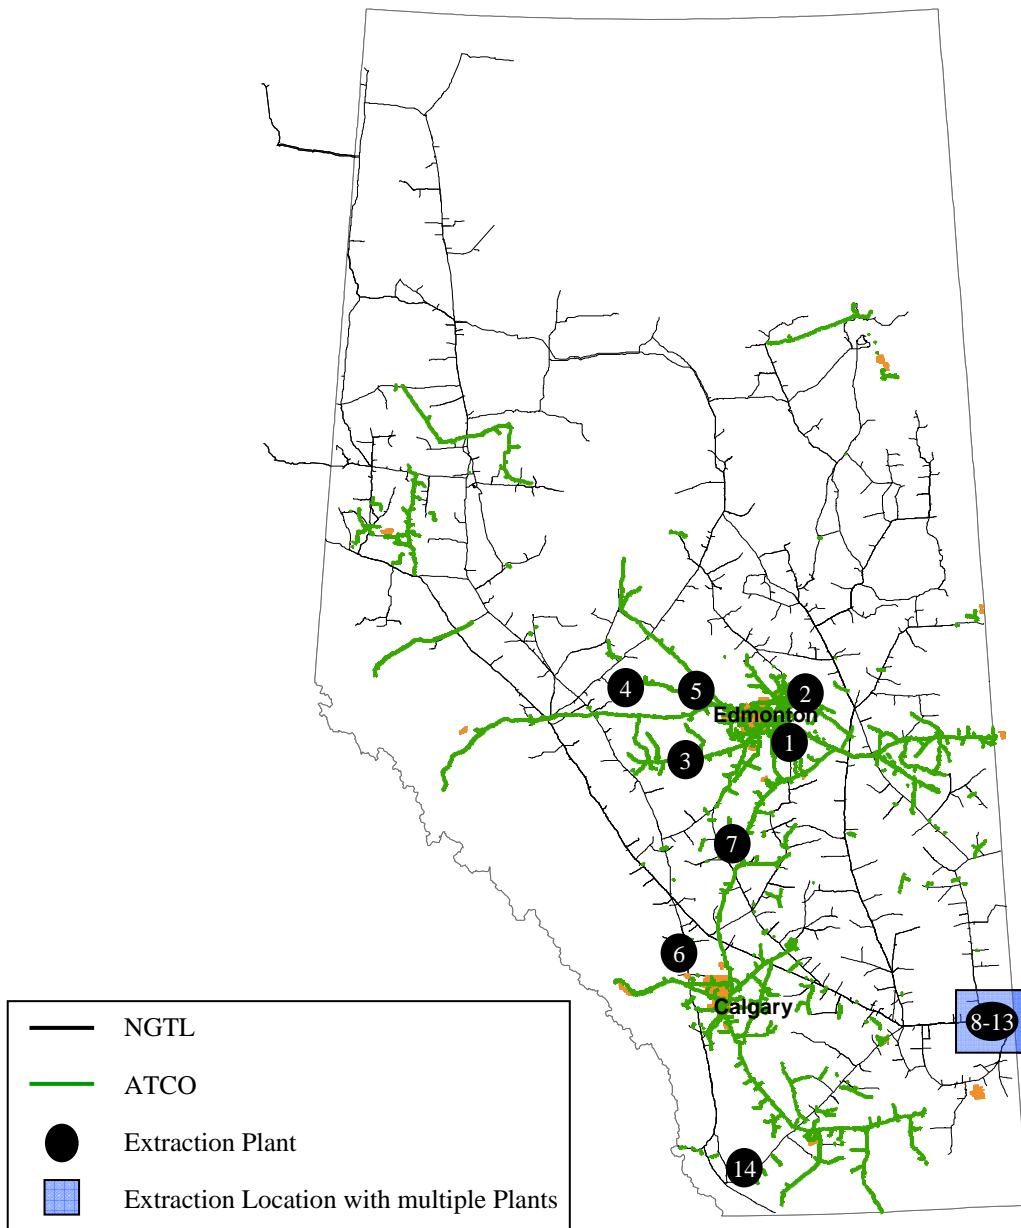 4
5
2
Edmonton
1
3
7
6
Calgary
8-13
14
NGTL
ATCO
Extraction Plant
Extraction Location with multiple Plants